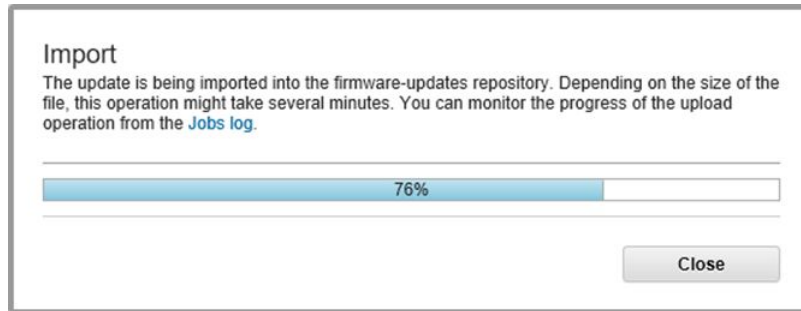 Import
The update is being imported into the firmware-updates repository. Depending on the size of the
file, this operation might take several minutes. You can monitor the progress of the upload
operation from the Jobs log.
76%
Close